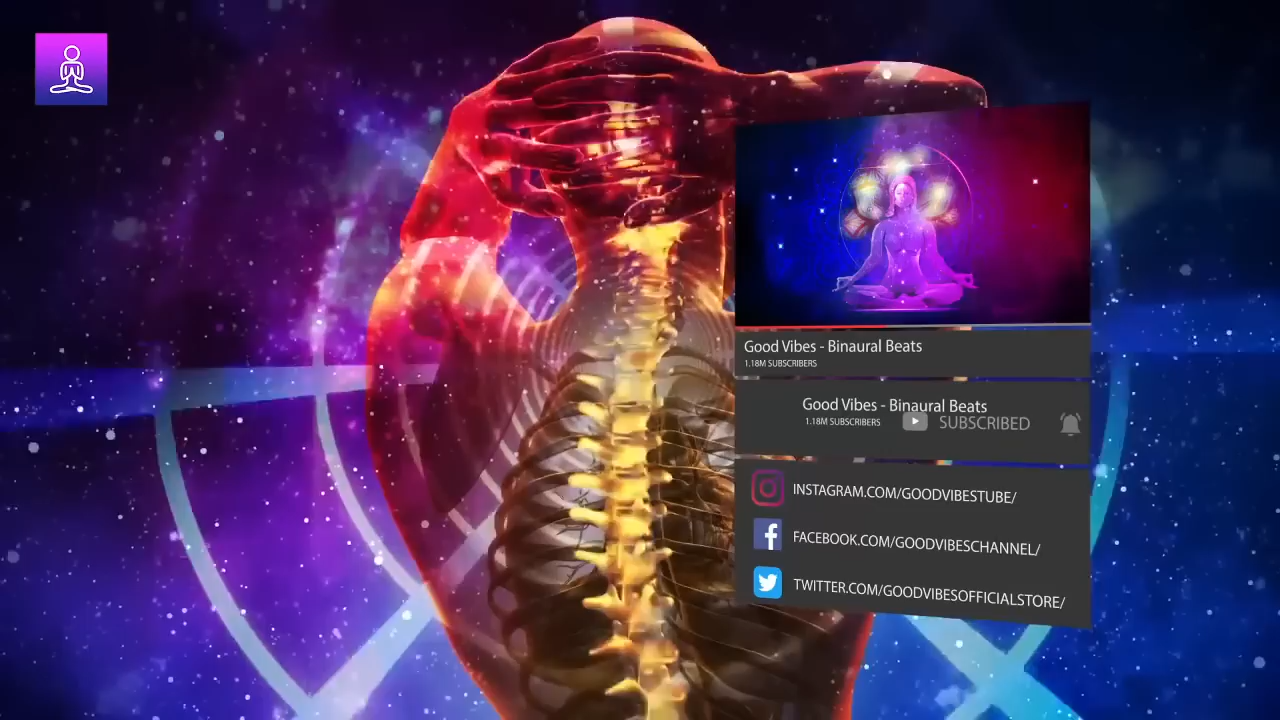 Good Vibes - Binaural Beats
1.18M SUBSCRIBERS
Good Vibes - Binaural Beats
1.18M SUBSCRIBERS
SUBSCRIBED
INSTAGRAM.COM/GOODVIBESTUBE/
FACEBOOK.COM/GOODVIBESCHANNEL/
TWITTER.COM/GOODVIBESOFFICIALSTORE/